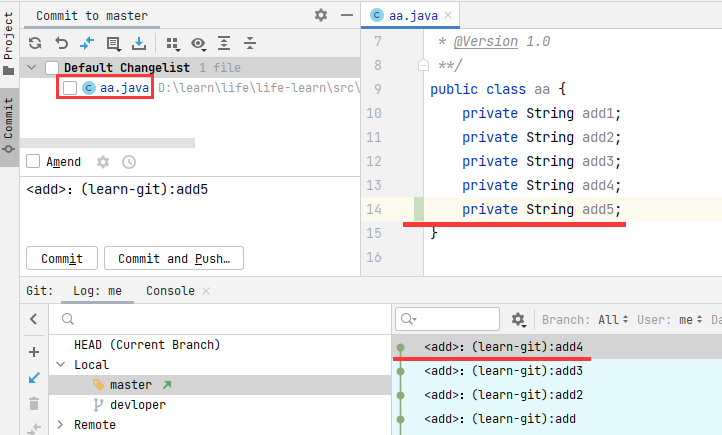 Project
Commit
Commit to master
Default Changelist 1 file
aa.java D:\learn\life\life-learn\src\
Amend
<add>: (learn-git):add5
Commit
Commit and Push…
aa.java
7 * @Version 1.0
8 **/
9 public class aa {
10 private String add1;
11 private String add2;
12 private String add3;
13 private String add4;
14 private String add5;
15 }
16
Git: Log: me Console
HEAD (Current Branch)
Local
master
devloper
Remote
Branch: All User: me Da
<add>: (learn-git):add4
<add>: (learn-git):add3
<add>: (learn-git):add2
<add>: (learn-git):add